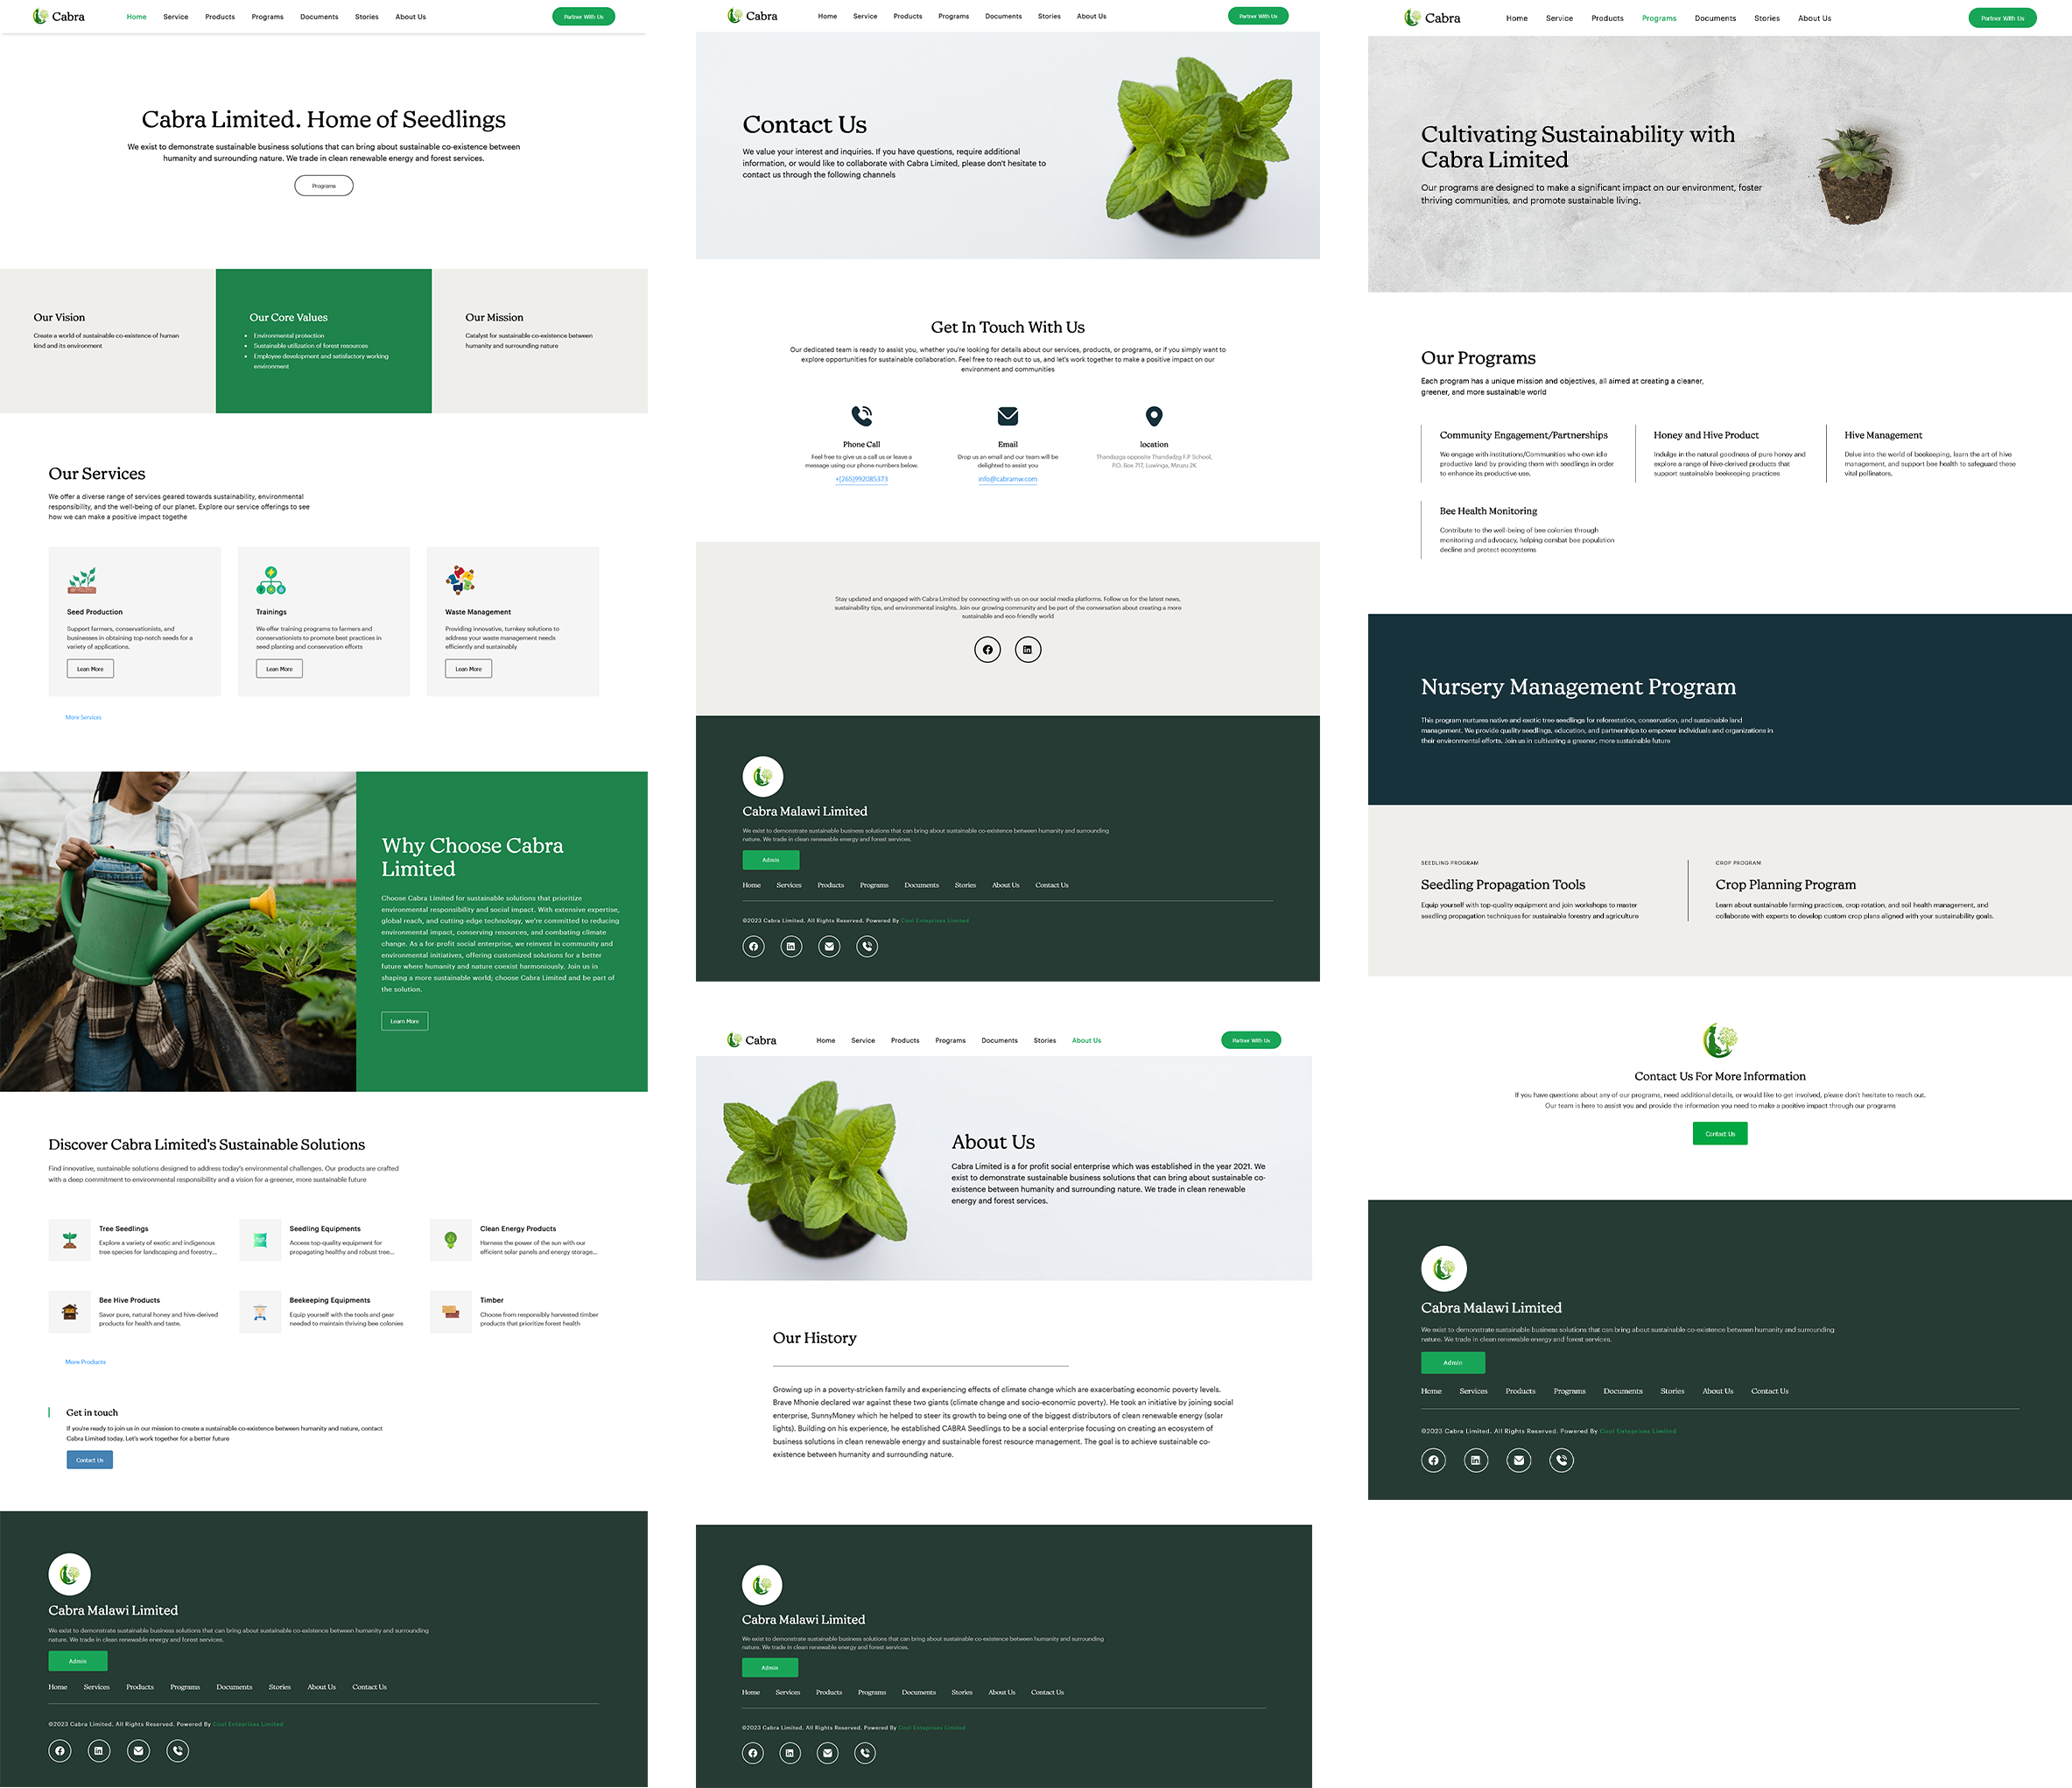 Cabra
Home Service Products Programs Documents Stories About Us
Partner With Us
Cabra Limited. Home of Seedlings
We exist to demonstrate sustainable business solutions that can bring about sustainable co-existence between
humanity and surrounding nature. We trade in clean renewable energy and forest services.
Programs
Our Vision
Create a world of sustainable co-existence of human
kind and its environment
Our Core Values
Environmental protection
Sustainable utilization of forest resources
Employee development and satisfactory working
environment
Our Mission
Catalyst for sustainable co-existence between
humanity and surrounding nature
Our Services
We offer a diverse range of services geared towards sustainability, environmental
responsibility, and the well-being of our planet. Explore our service offerings to see
how we can make a positive impact togethe
Seed Production
Support farmers, conservationists, and
businesses in obtaining top-notch seeds for a
variety of applications.
Lean More
Trainings
We offer training programs to farmers and
conservationists to promote best practices in
seed planting and conservation efforts
Lean More
Waste Management
Providing innovative, turnkey solutions to
address your waste management needs
efficiently and sustainably
Lean More
More Services
Why Choose Cabra
Limited
Choose Cabra Limited for sustainable solutions that prioritize
environmental responsibility and social impact. With extensive expertise,
global reach, and cutting-edge technology, we're committed to reducing
environmental impact, conserving resources, and combating climate
change. As a for-profit social enterprise, we reinvest in community and
environmental initiatives, offering customized solutions for a better
future where humanity and nature coexist harmoniously. Join us in
shaping a more sustainable world; choose Cabra Limited and be part of
the solution.
Learn More
Discover Cabra Limited's Sustainable Solutions
Find innovative, sustainable solutions designed to address today's environmental challenges. Our products are crafted
with a deep commitment to environmental responsibility and a vision for a greener, more sustainable future
Tree Seedlings
Explore a variety of exotic and indigenous
tree species for landscaping and forestry...
Seedling Equipments
Access top-quality equipment for
propagating healthy and robust tree...
Clean Energy Products
Harness the power of the sun with our
efficient solar panels and energy storage...
Bee Hive Products
Savor pure, natural honey and hive-derived
products for health and taste.
Beekeeping Equipments
Equip yourself with the tools and gear
needed to maintain thriving bee colonies
Timber
Choose from responsibly harvested timber
products that prioritize forest health
More Products
Get in touch
If you're ready to join us in our mission to create a sustainable co-existence between humanity and nature, contact
Cabra Limited today. Let's work together for a better future
Contact Us
Cabra Malawi Limited
We exist to demonstrate sustainable business solutions that can bring about sustainable co-existence between humanity and surrounding
nature. We trade in clean renewable energy and forest services.
Admin
Home Services Products Programs Documents Stories About Us Contact Us
©2023 Cabra Limited. All Rights Reserved. Powered By Cool Enteprises Limited
Cabra
Home Service Products Programs Documents Stories About Us
Partner With Us
Contact Us
We value your interest and inquiries. If you have questions, require additional
information, or would like to collaborate with Cabra Limited, please don't hesitate to
contact us through the following channels
Get In Touch With Us
Our dedicated team is ready to assist you, whether you're looking for details about our services, products, or programs, or if you simply want to
explore opportunities for sustainable collaboration. Feel free to reach out to us, and let's work together to make a positive impact on our
environment and communities
Phone Call
Feel free to give us a call us or leave a
message using our phone numbers below.
+(265)992085373
Email
Drop us an email and our team will be
delighted to assist you
info@cabramw.com
location
Thandazga opposite Thandadzg F.P School,
P.O. Box 717, Luwinga, Mzuru 2K
Stay updated and engaged with Cabra Limited by connecting with us on our social media platforms. Follow us for the latest news,
sustainability tips, and environmental insights. Join our growing community and be part of the conversation about creating a more
sustainable and eco-friendly world
Cabra Malawi Limited
We exist to demonstrate sustainable business solutions that can bring about sustainable co-existence between humanity and surrounding
nature. We trade in clean renewable energy and forest services.
Admin
Home Services Products Programs Documents Stories About Us Contact Us
©2023 Cabra Limited. All Rights Reserved. Powered By Cool Enteprises Limited
Cabra
Home Service Products Programs Documents Stories About Us
Partner With Us
About Us
Cabra Limited is a for profit social enterprise which was established in the year 2021. We
exist to demonstrate sustainable business solutions that can bring about sustainable co-
existence between humanity and surrounding nature. We trade in clean renewable
energy and forest services.
Our History
Growing up in a poverty-stricken family and experiencing effects of climate change which are exacerbating economic poverty levels.
Brave Mhonie declared war against these two giants (climate change and socio-economic poverty). He took an initiative by joining social
enterprise, SunnyMoney which he helped to steer its growth to being one of the biggest distributors of clean renewable energy (solar
lights). Building on his experience, he established CABRA Seedlings to be a social enterprise focusing on creating an ecosystem of
business solutions in clean renewable energy and sustainable forest resource management. The goal is to achieve sustainable co-
existence between humanity and surrounding nature.
Cabra Malawi Limited
We exist to demonstrate sustainable business solutions that can bring about sustainable co-existence between humanity and surrounding
nature. We trade in clean renewable energy and forest services.
Admin
Home Services Products Programs Documents Stories About Us Contact Us
©2023 Cabra Limited. All Rights Reserved. Powered By Cool Enteprises Limited
Cabra
Home Service Products Programs Documents Stories About Us
Partner With Us
Cultivating Sustainability with
Cabra Limited
Our programs are designed to make a significant impact on our environment, foster
thriving communities, and promote sustainable living.
Our Programs
Each program has a unique mission and objectives, all aimed at creating a cleaner,
greener, and more sustainable world
Community Engagement/Partnerships
We engage with institutions/Communities who own idle
productive land by providing them with seedlings in order
to enhance its productive use.
Honey and Hive Product
Indulge in the natural goodness of pure honey and
explore a range of hive-derived products that
support sustainable beekeeping practices
Hive Management
Delve into the world of beekeeping, learn the art of hive
management, and support bee health to safeguard these
vital pollinators.
Bee Health Monitoring
Contribute to the well-being of bee colonies through
monitoring and advocacy, helping combat bee population
decline and protect ecosystems
Nursery Management Program
This program nurtures native and exotic tree seedlings for reforestation, conservation, and sustainable land
management. We provide quality seedlings, education, and partnerships to empower individuals and organizations in
their environmental efforts. Join us in cultivating a greener, more sustainable future
SEEDLING PROGRAM
Seedling Propagation Tools
Equip yourself with top-quality equipment and join workshops to master
seedling propagation techniques for sustainable forestry and agriculture
CROP PROGRAM
Crop Planning Program
Learn about sustainable farming practices, crop rotation, and soil health management, and
collaborate with experts to develop custom crop plans aligned with your sustainability goals.
Contact Us For More Information
If you have questions about any of our programs, need additional details, or would like to get involved, please don't hesitate to reach out.
Our team is here to assist you and provide the information you need to make a positive impact through our programs
Contact Us
Cabra Malawi Limited
We exist to demonstrate sustainable business solutions that can bring about sustainable co-existence between humanity and surrounding
nature. We trade in clean renewable energy and forest services.
Admin
Home Services Products Programs Documents Stories About Us Contact Us
©2023 Cabra Limited. All Rights Reserved. Powered By Cool Enteprises Limited